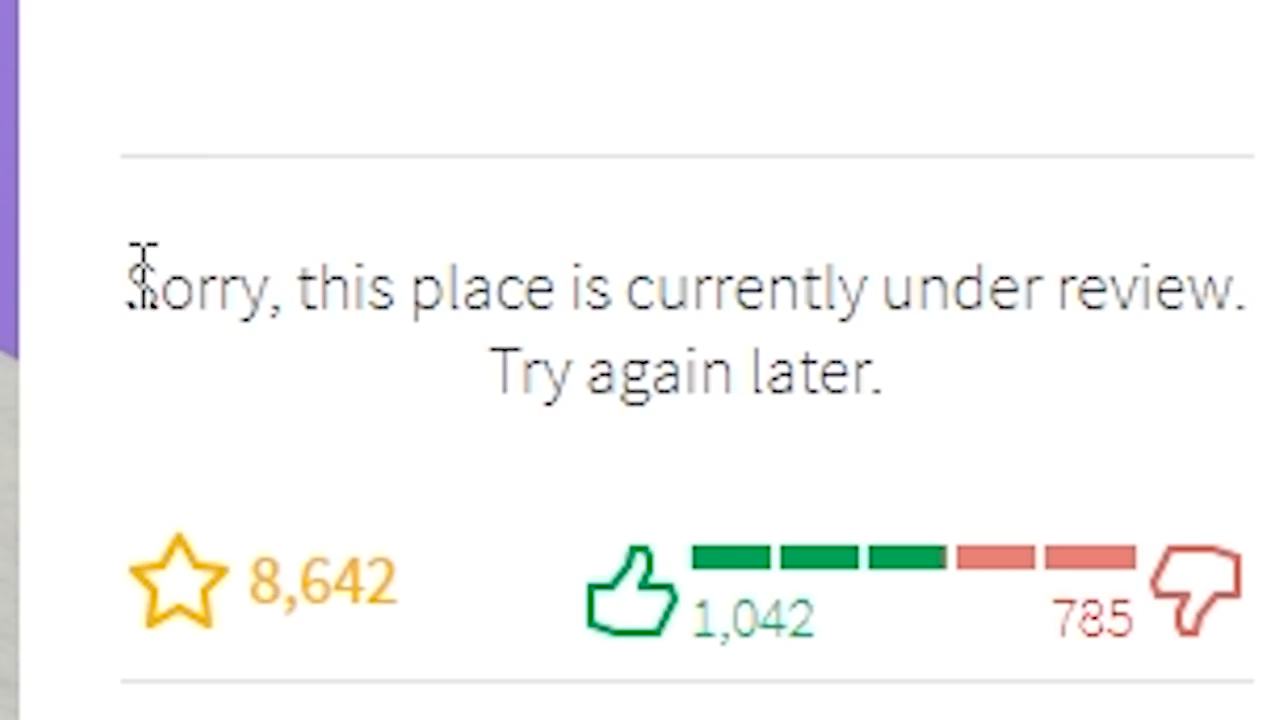 Sorry, this place is currently under review.
Try again later.
8,642
1,042
785